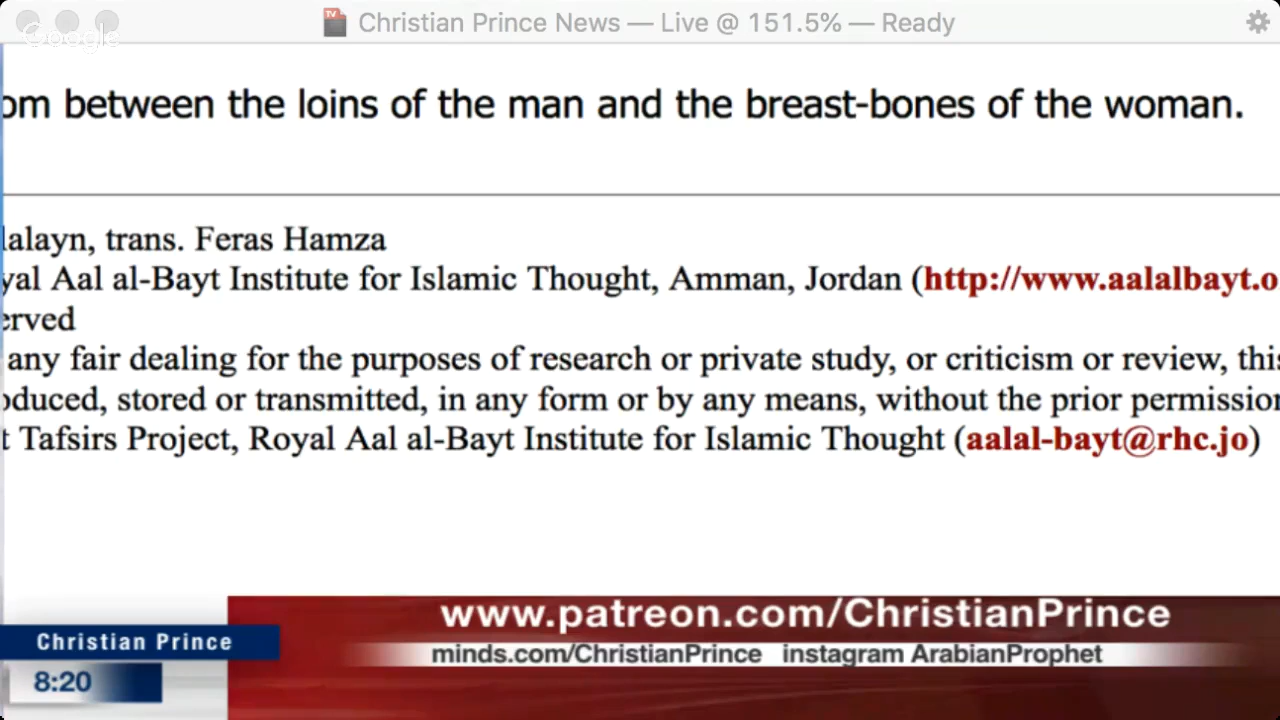 Christian Prince News — Live @ 151.5% — Ready
Google
om between the loins of the man and the breast-bones of the woman.
lalayn, trans. Feras Hamza
yal Aal al-Bayt Institute for Islamic Thought, Amman, Jordan (http://www.aalalbayt.o
erved
any fair dealing for the purposes of research or private study, or criticism or review, this
oduced, stored or transmitted, in any form or by any means, without the prior permission
t Tafsirs Project, Royal Aal al-Bayt Institute for Islamic Thought (aalal-bayt@rhc.jo)
www.patreon.com/ChristianPrince
Christian Prince
minds.com/ChristianPrince instagram ArabianProphet
8:20